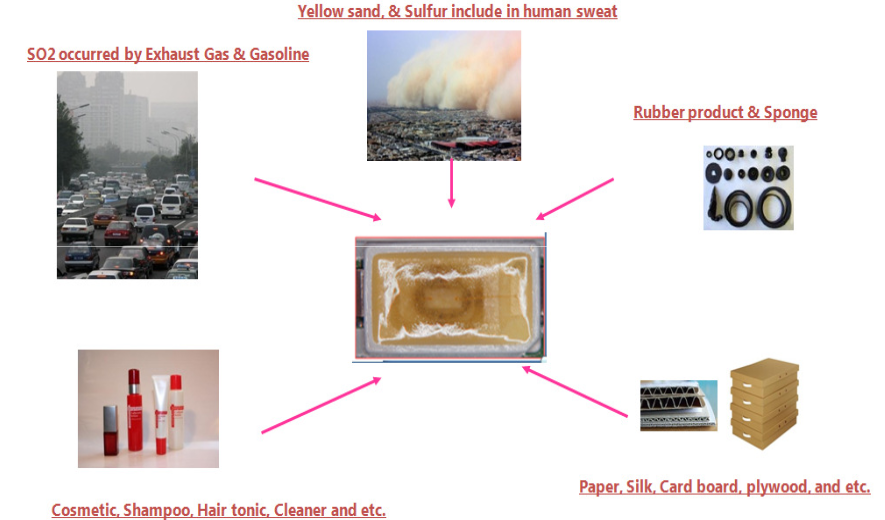 Yellow sand, & Sulfur include in human sweat
SO2 occurred by Exhaust Gas & Gasoline
Rubber product & Sponge
Paper, Silk, Card board, plywood, and etc.
Cosmetic, Shampoo, Hair tonic, Cleaner and etc.